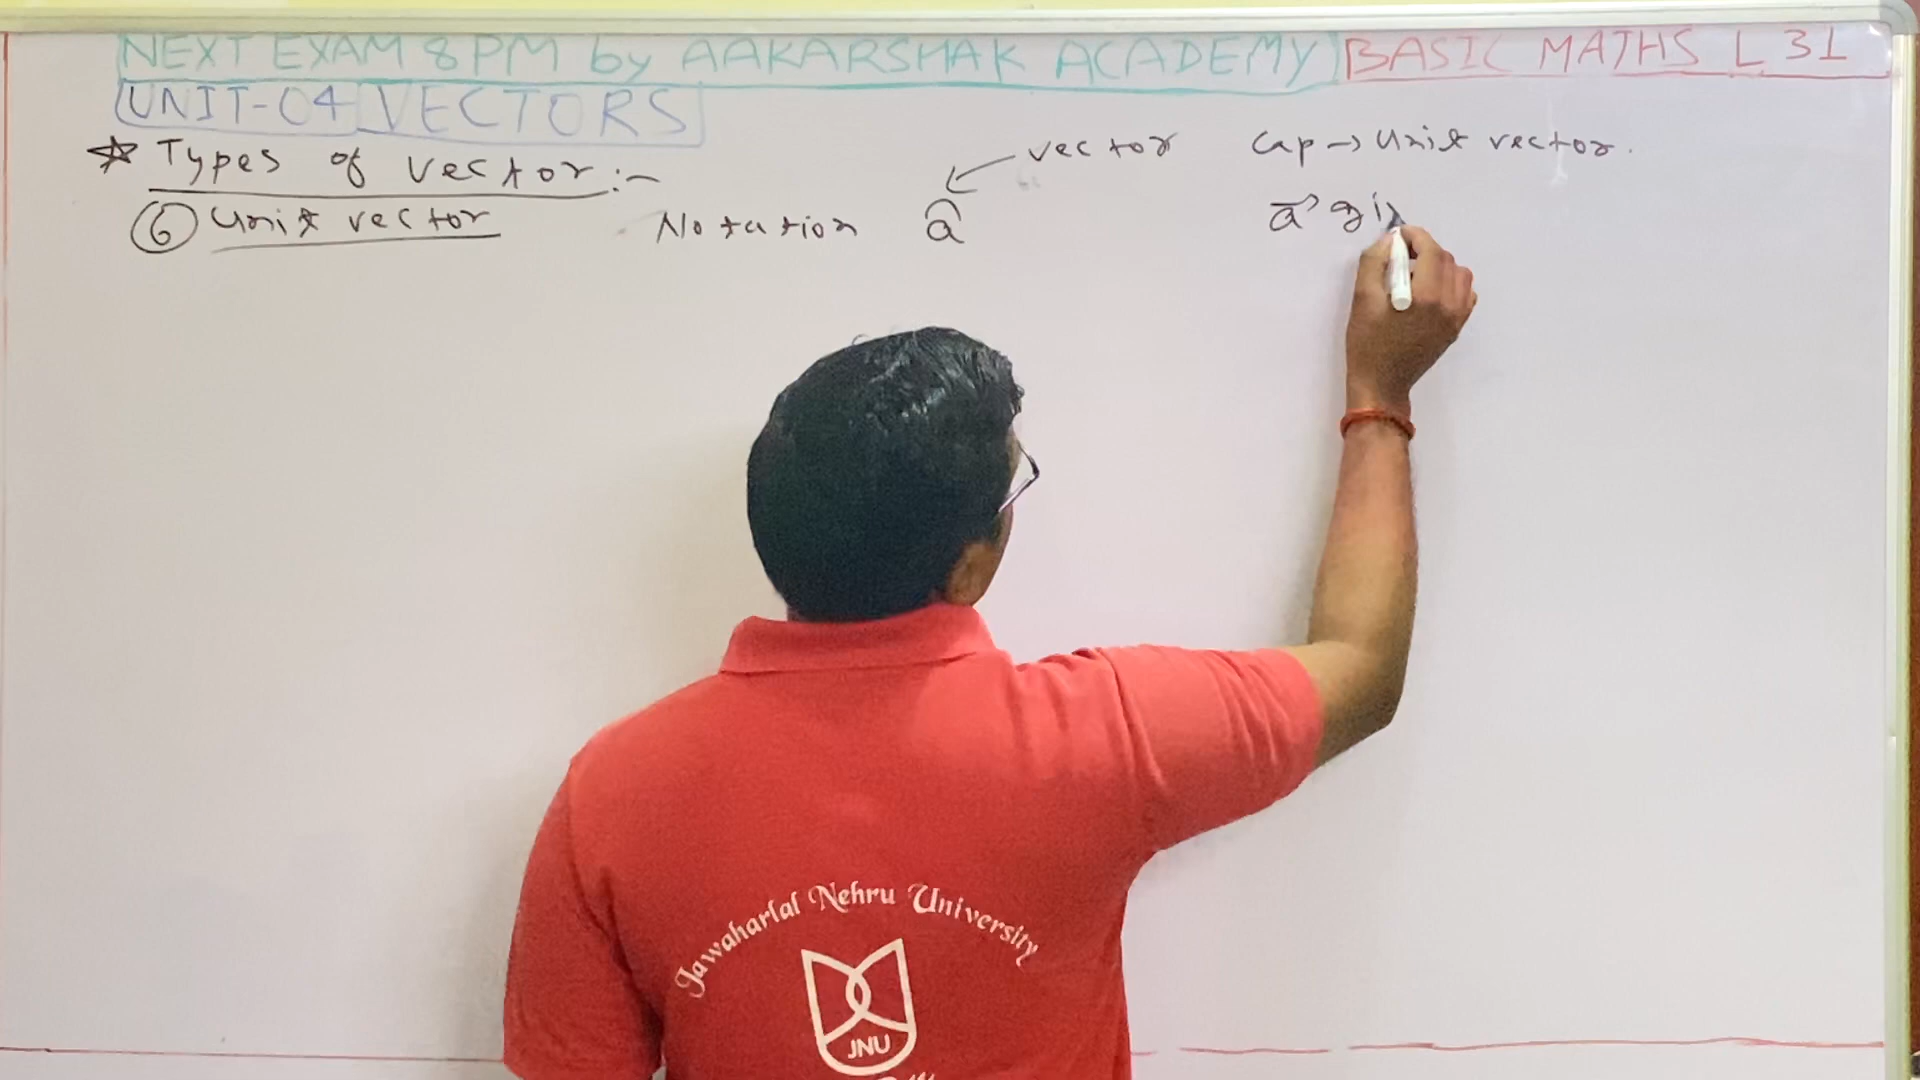 NEXT EXAM 8PM by AAKARSHAK ACADEMY BASIC MATHS L 31
UNIT-04 VECTORS
☆ Types of vector:-
vector Cap → Unit vector.
⑥ Unit vector Notation â a⃗ gi
Jawaharlal Nehru University
JNU